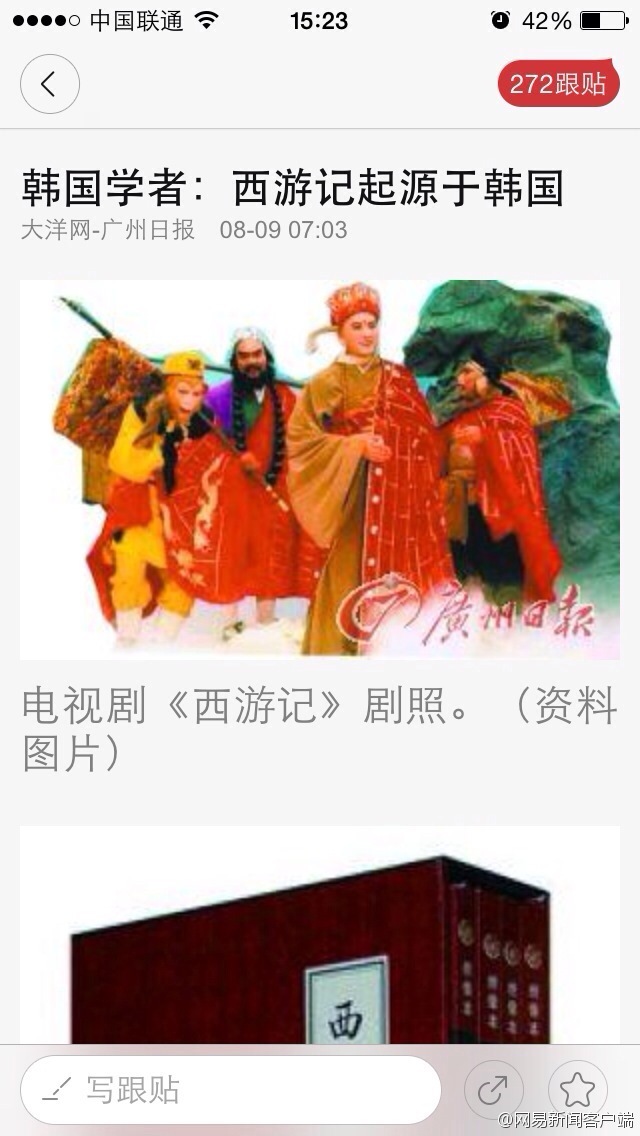 中国联通 15:23 42%
272跟贴
韩国学者：西游记起源于韩国
大洋网-广州日报 08-09 07:03
廣州日報
电视剧《西游记》剧照。（资料
图片）
西
写跟贴
@网易新闻客户端